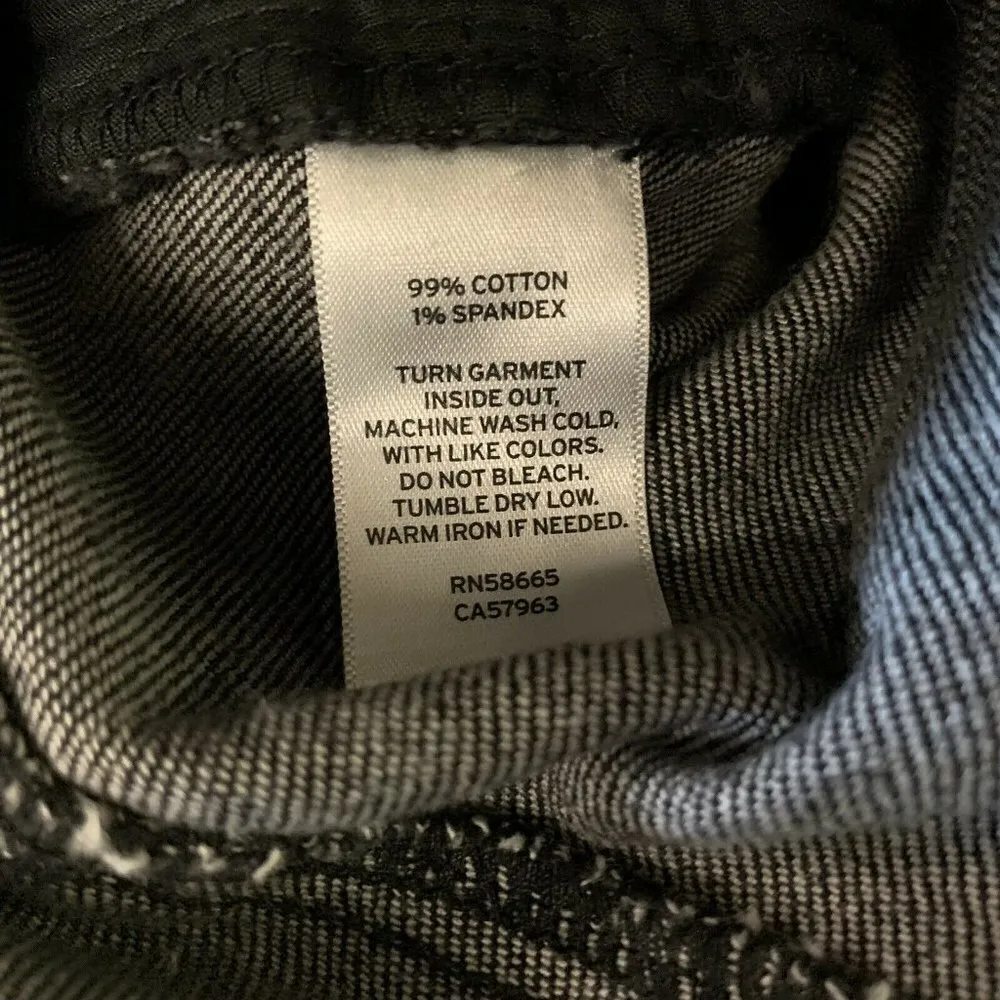 99% COTTON
1% SPANDEX
TURN GARMENT
INSIDE OUT,
MACHINE WASH COLD,
WITH LIKE COLORS.
DO NOT BLEACH.
TUMBLE DRY LOW.
WARM IRON IF NEEDED.
RN58665
CA57963